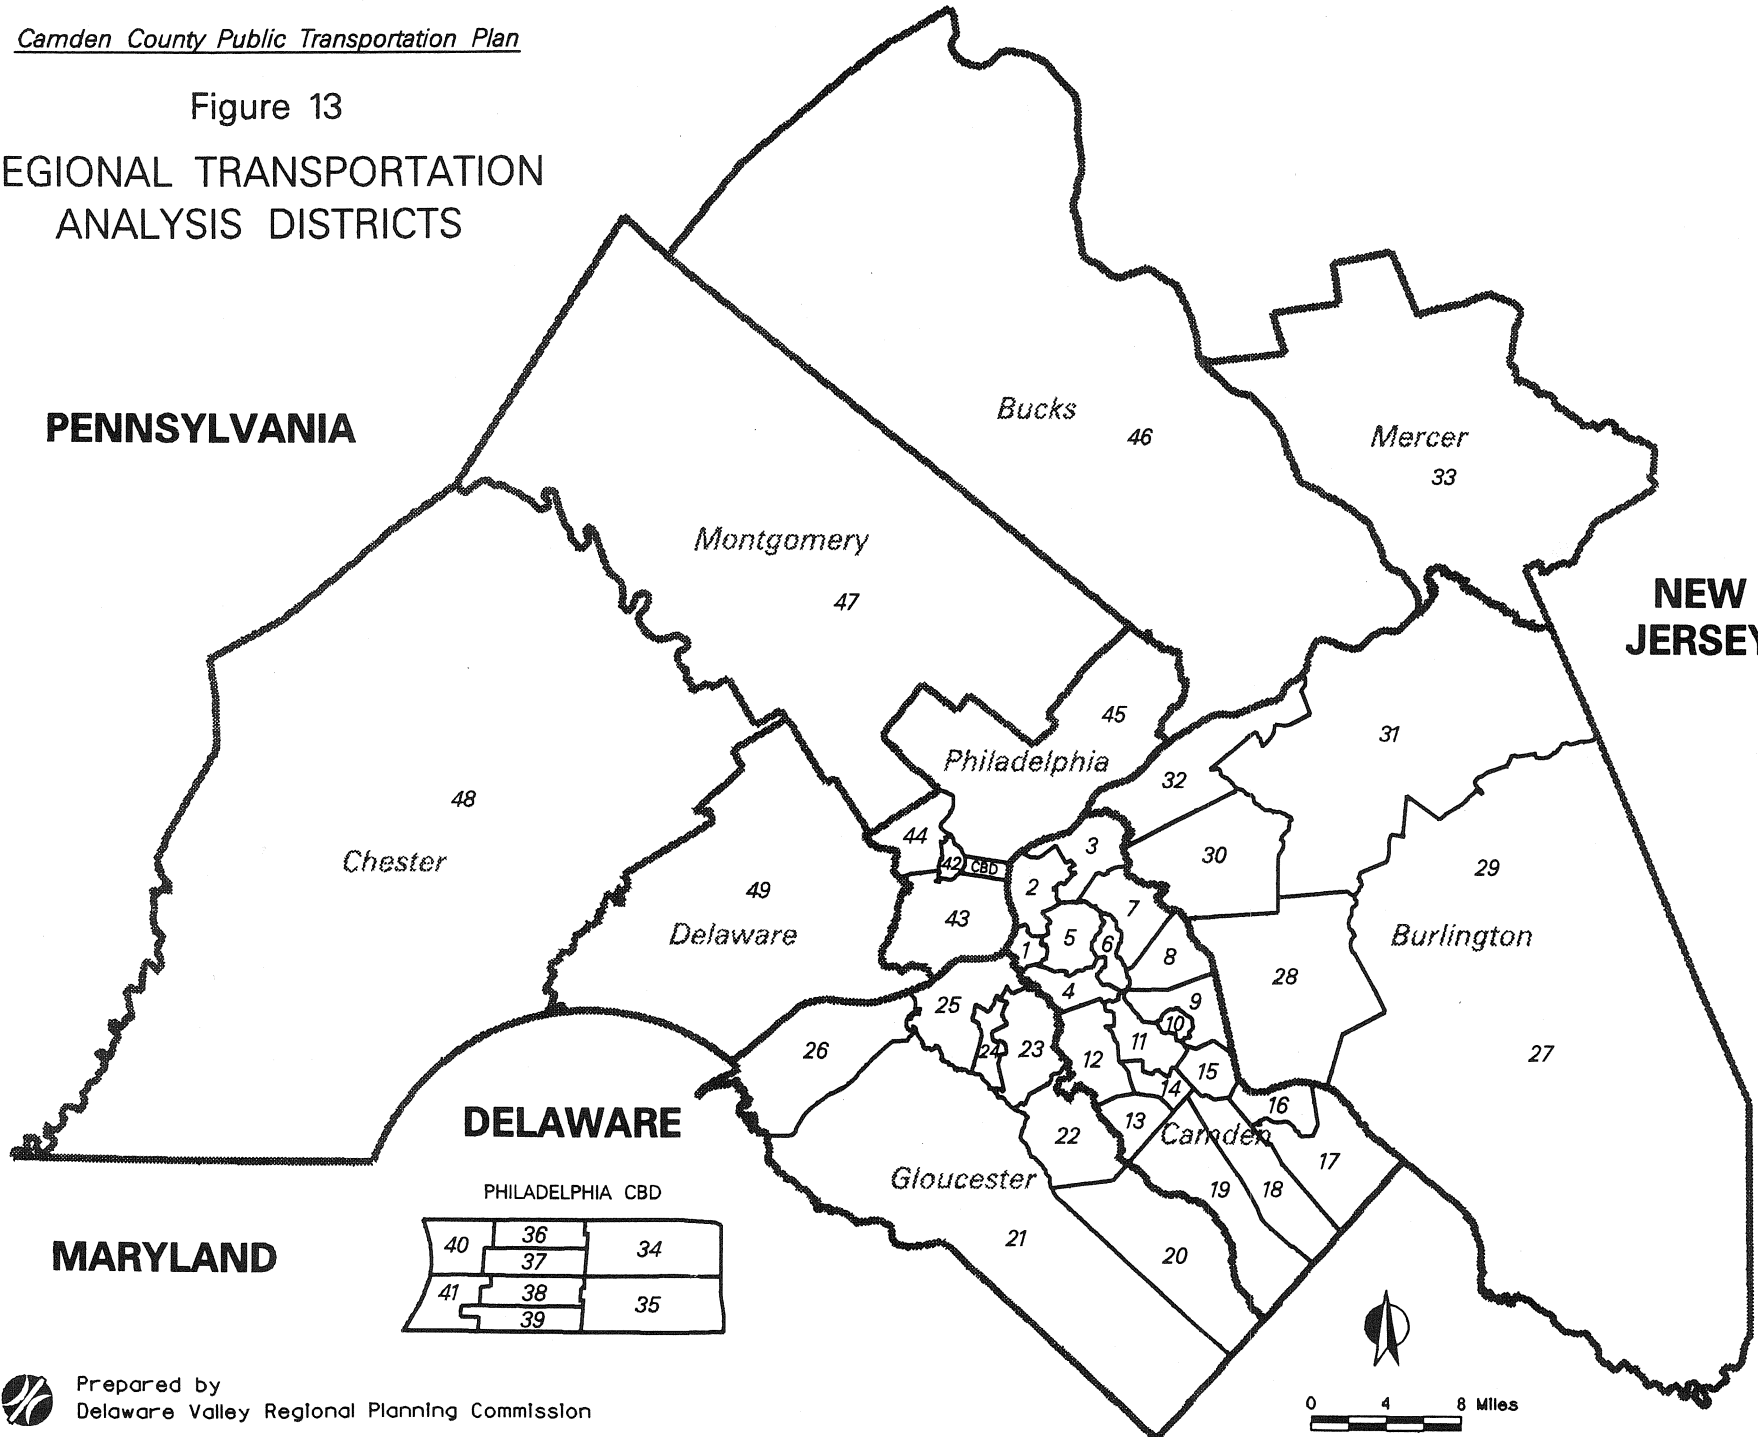 Camden County Public Transportation Plan
Figure 13
EGIONAL TRANSPORTATION
ANALYSIS DISTRICTS
PENNSYLVANIA
Bucks
46
Mercer
33
Montgomery
47
NEW
JERSEY
45
Philadelphia
31
32
48
Chester
44
42
CBD
3
30
29
49
Delaware
43
2
7
Burlington
1
5
6
8
28
25
4
9
10
26
24
23
12
11
15
27
14
16
DELAWARE
22
13
Camden
17
Gloucester
19
18
21
20
PHILADELPHIA CBD
40
36
34
37
41
38
35
39
MARYLAND
0 4 8 Miles
Prepared by
Delaware Valley Regional Planning Commission